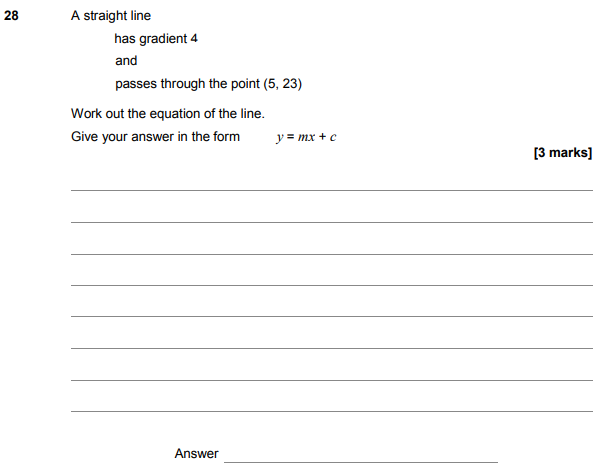 28 A straight line
has gradient 4
and
passes through the point (5, 23)
Work out the equation of the line.
Give your answer in the form y = mx + c
[3 marks]
Answer